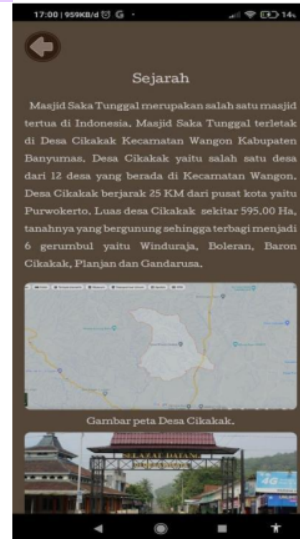 17:00 | 959KB/d
Sejarah
Masjid Saka Tunggal merupakan salah satu masjid
tertua di Indonesia. Masjid Saka Tunggal terletak
di Desa Cikakak Kecamatan Wangon Kabupaten
Banyumas. Desa Cikakak yaitu salah satu desa
dari 12 desa yang berada di Kecamatan Wangon.
Desa Cikakak berjarak 25 KM dari pusat kota yaitu
Purwokerto. Luas desa Cikakak sekitar 595,00 Ha,
tanahnya yang bergunung sehingga terbagi menjadi
6 gerumbul yaitu Winduraja, Boleran, Baron
Cikakak, Planjan dan Gandarusa.
Gambar peta Desa Cikakak.
SELAMAT DATANG
4G